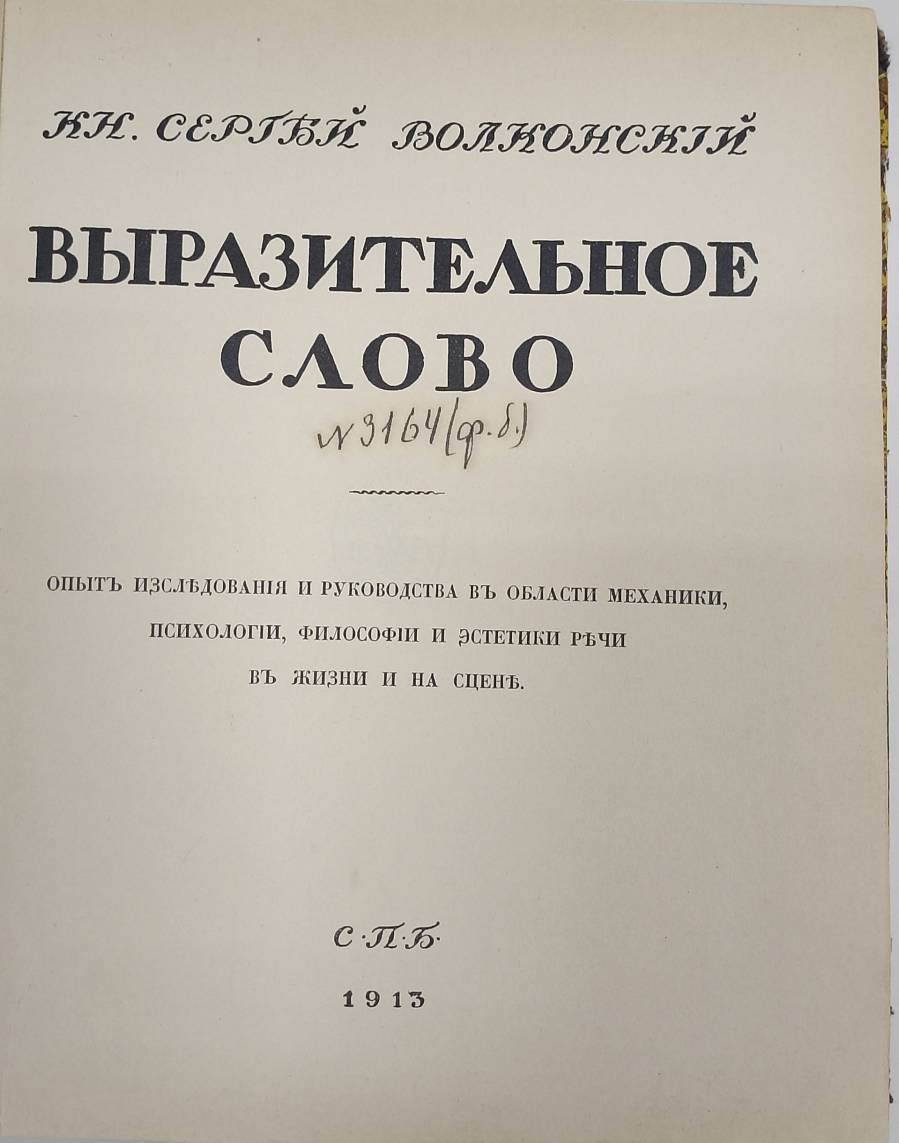 КН. СЕРГѢЙ ВОЛКОНСКІЙ
ВЫРАЗИТЕЛЬНОЕ
СЛОВО
N 3164 (ф. б.)
ОПЫТЪ ИЗСЛѢДОВАНІЯ И РУКОВОДСТВА ВЪ ОБЛАСТИ МЕХАНИКИ,
ПСИХОЛОГІИ, ФИЛОСОФІИ И ЭСТЕТИКИ РѢЧИ
ВЪ ЖИЗНИ И НА СЦЕНѢ.
С·П·Б·
1913